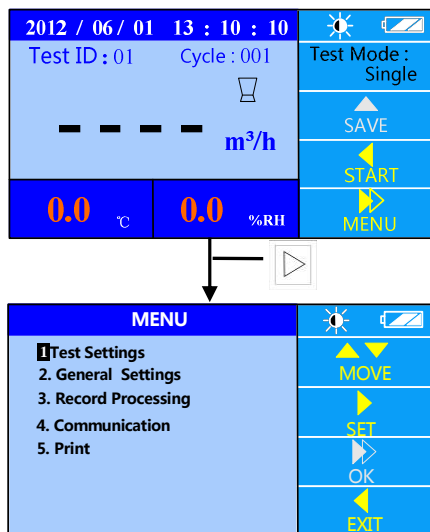 2012 / 06 / 01 13 : 10 : 10
Test ID : 01 Cycle : 001
Test Mode :
Single
SAVE
- - - -
m³/h
START
0.0 ℃ 0.0 %RH
MENU
MENU
1Test Settings
2. General Settings
3. Record Processing
4. Communication
5. Print
MOVE
SET
OK
EXIT